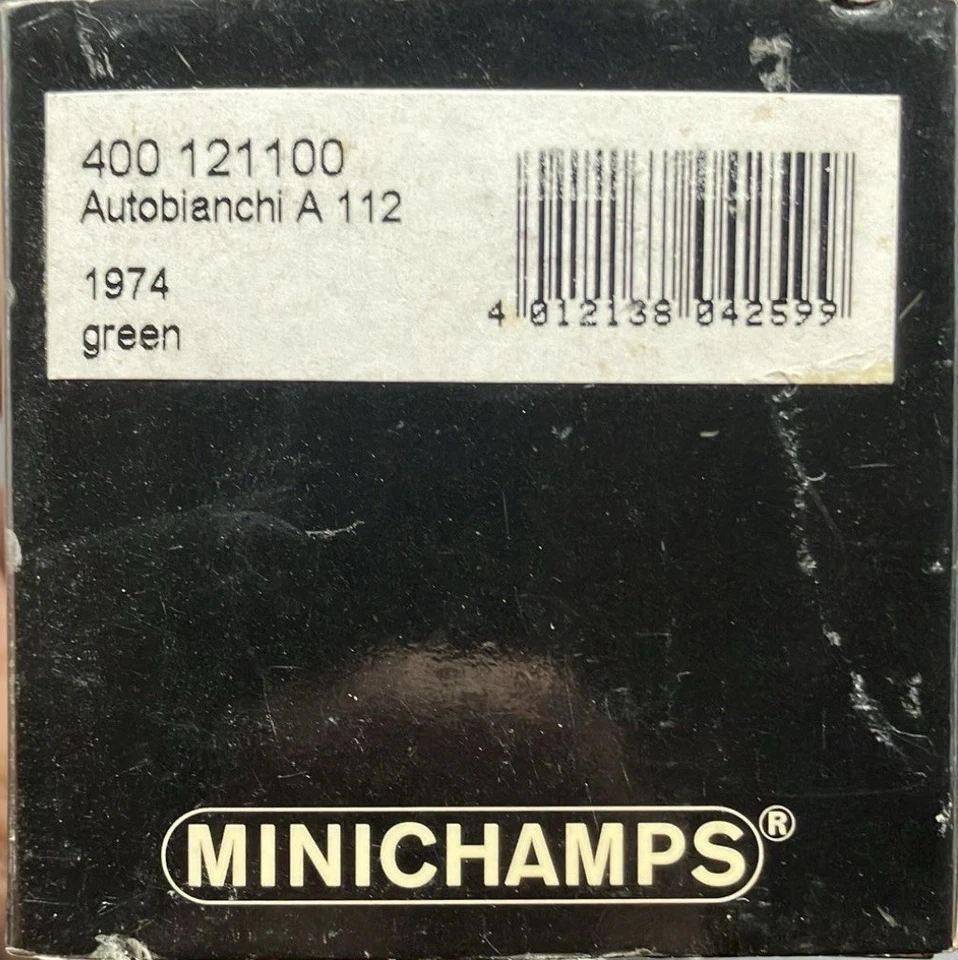 400 121100
Autobianchi A 112
1974
green
4 012138 042599
MINICHAMPS®